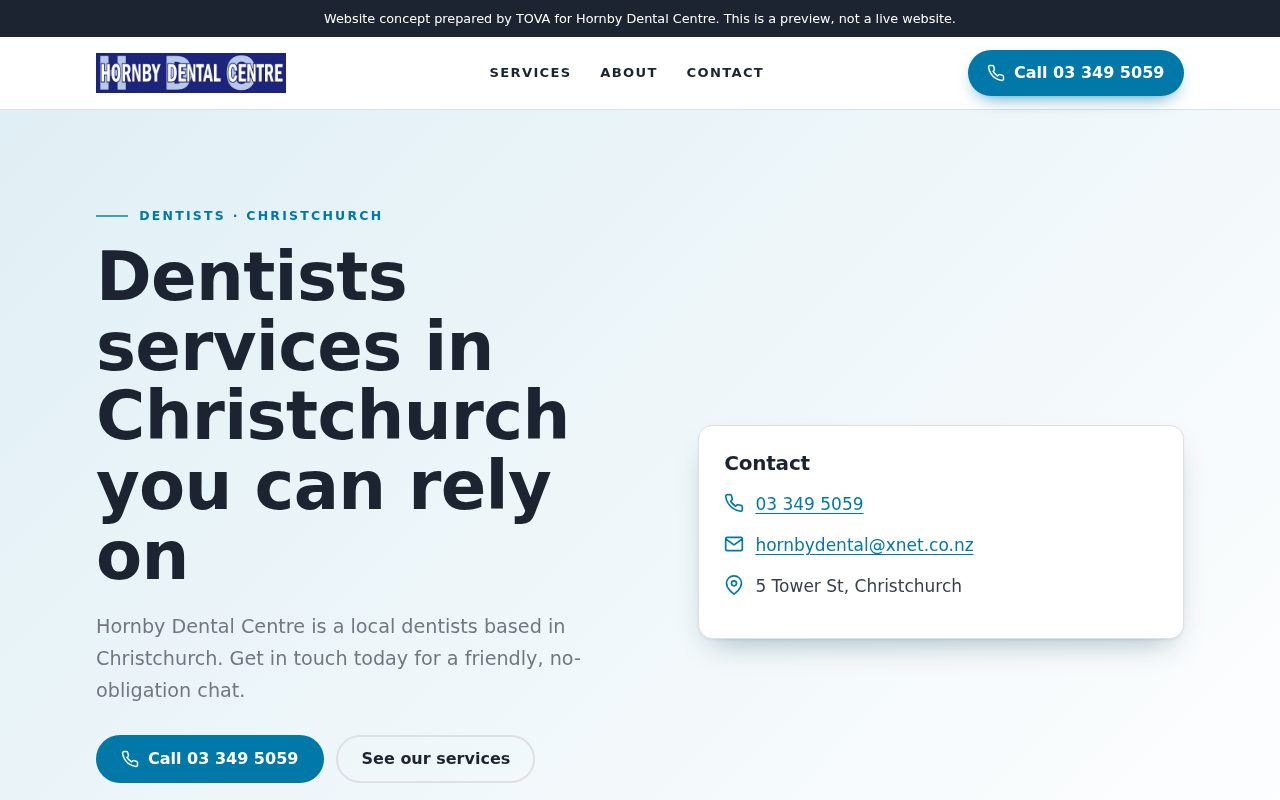 Website concept prepared by TOVA for Hornby Dental Centre. This is a preview, not a live website.
HORNBY DENTAL CENTRE
SERVICES ABOUT CONTACT
Call 03 349 5059
DENTISTS · CHRISTCHURCH
Dentists
services in
Christchurch
you can rely
on
Hornby Dental Centre is a local dentists based in
Christchurch. Get in touch today for a friendly, no-
obligation chat.
Call 03 349 5059
See our services
Contact
03 349 5059
hornbydental@xnet.co.nz
5 Tower St, Christchurch